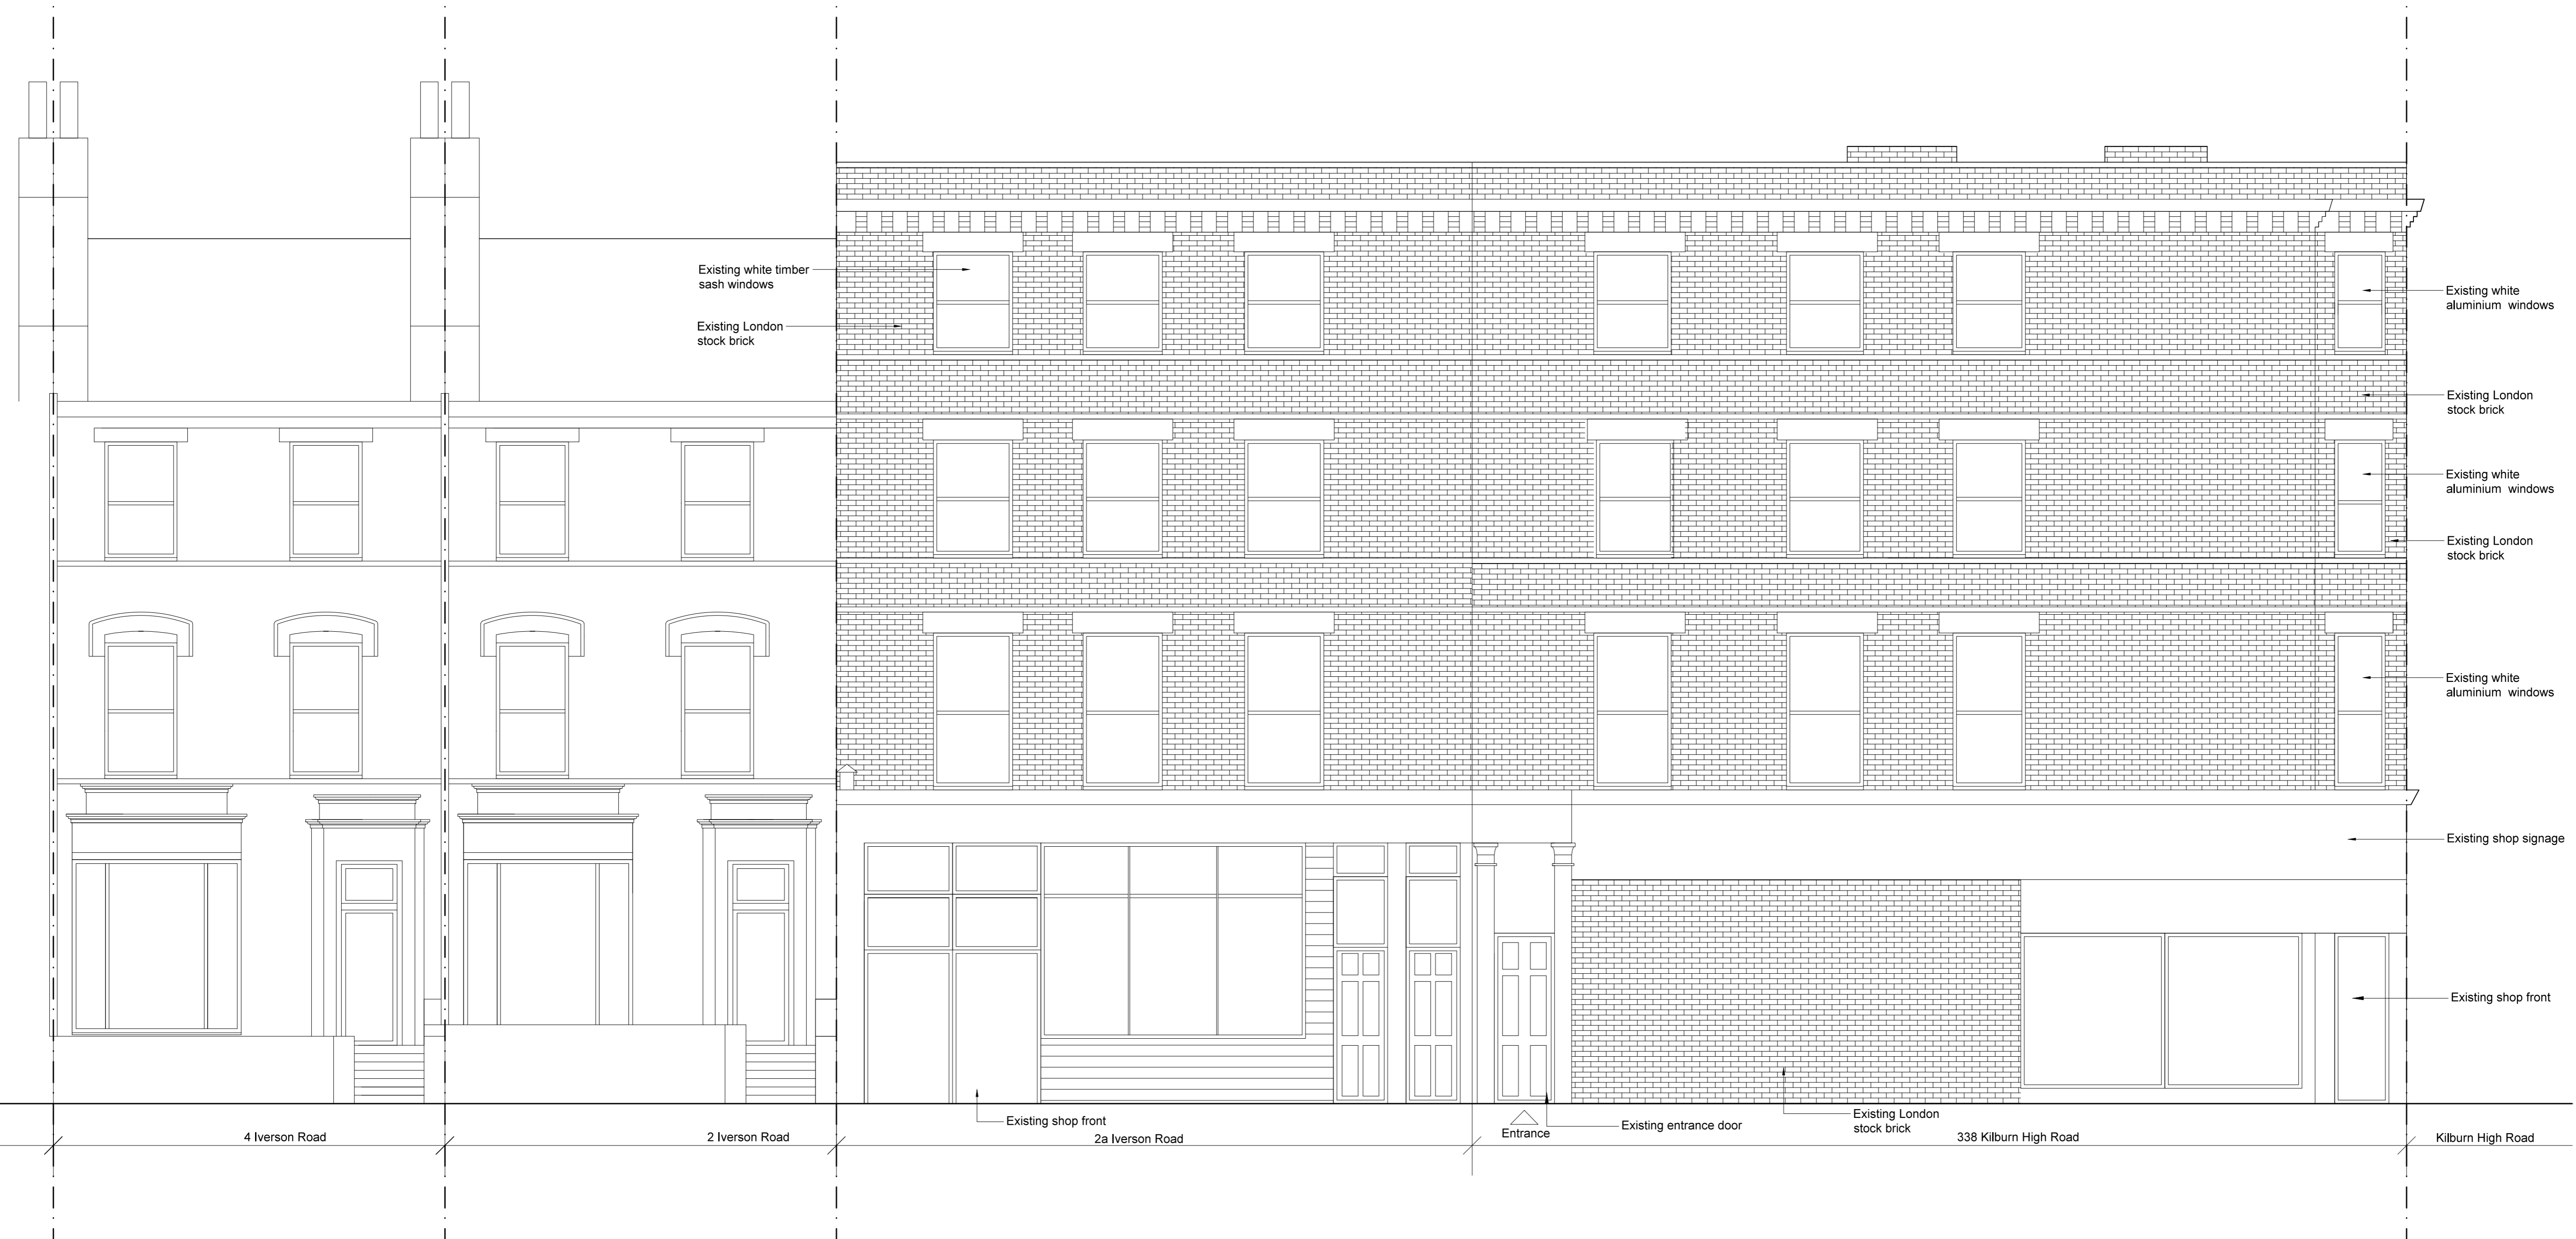 Existing white timber
sash windows
Existing London
stock brick
Existing white
aluminium windows
Existing London
stock brick
Existing white
aluminium windows
Existing London
stock brick
Existing white
aluminium windows
Existing shop signage
Existing shop front
Existing shop front
Entrance
Existing entrance door
Existing London
stock brick
4 Iverson Road
2 Iverson Road
2a Iverson Road
338 Kilburn High Road
Kilburn High Road